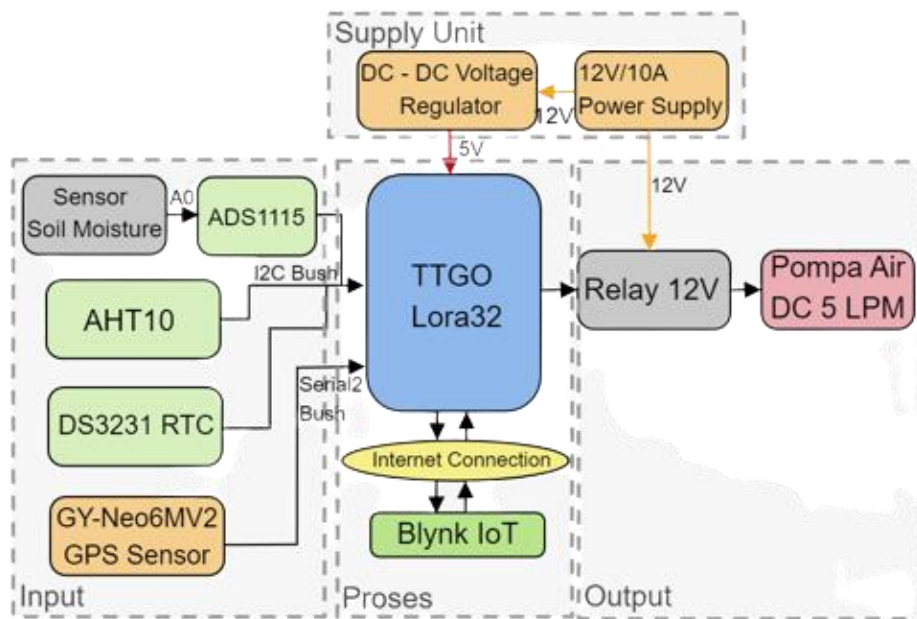 Supply Unit
DC - DC Voltage
Regulator
12V/10A
Power Supply
12V
5V
12V
Sensor
Soil Moisture
A0
ADS1115
I2C Bush
AHT10
DS3231 RTC
Serial2
Bush
GY-Neo6MV2
GPS Sensor
Input
TTGO
Lora32
Internet Connection
Blynk IoT
Proses
Relay 12V
Pompa Air
DC 5 LPM
Output